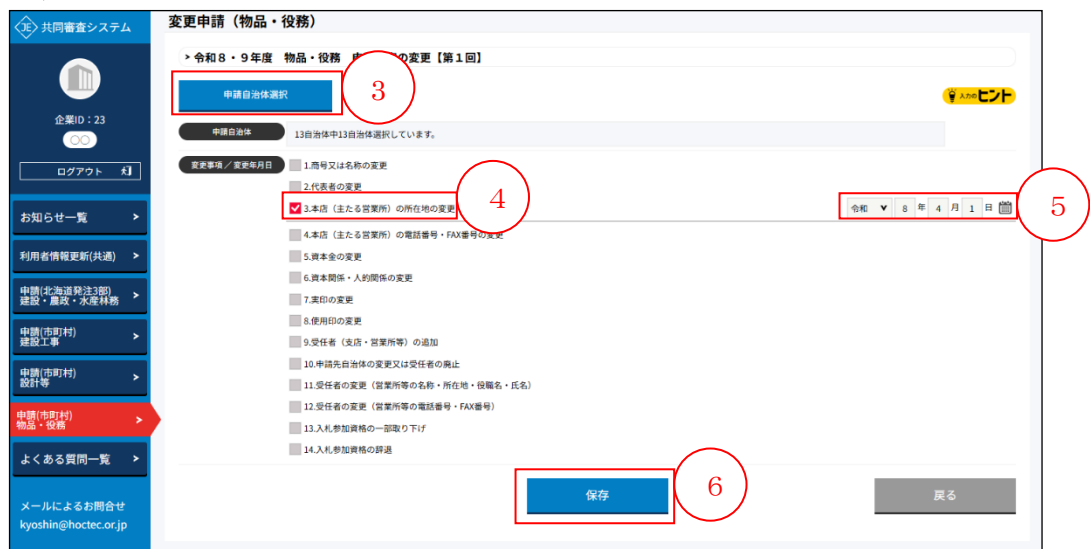 JE 共同審査システム
変更申請（物品・役務）
> 令和８・９年度 物品・役務 の変更【第１回】
申請自治体選択
3
入力のヒント
企業ID：23
○○
ログアウト
申請自治体
13自治体中13自治体選択しています。
変更事項／変更年月日
1.商号又は名称の変更
2.代表者の変更
3.本店（主たる営業所）の所在地の変更
4
令和 8 年 4 月 1 日
5
4.本店（主たる営業所）の電話番号・FAX番号の変更
5.資本金の変更
6.資本関係・人的関係の変更
7.実印の変更
8.使用印の変更
9.受任者（支店・営業所等）の追加
10.申請先自治体の変更又は受任者の廃止
11.受任者の変更（営業所等の名称・所在地・役職名・氏名）
12.受任者の変更（営業所等の電話番号・FAX番号）
13.入札参加資格の一部取り下げ
14.入札参加資格の辞退
保存
6
戻る
お知らせ一覧 >
利用者情報更新(共通) >
申請(北海道発注3部)
建設・農政・水産林務 >
申請(市町村)
建設工事 >
申請(市町村)
設計等 >
申請(市町村)
物品・役務 >
よくある質問一覧 >
メールによるお問合せ
kyoshin@hoctec.or.jp